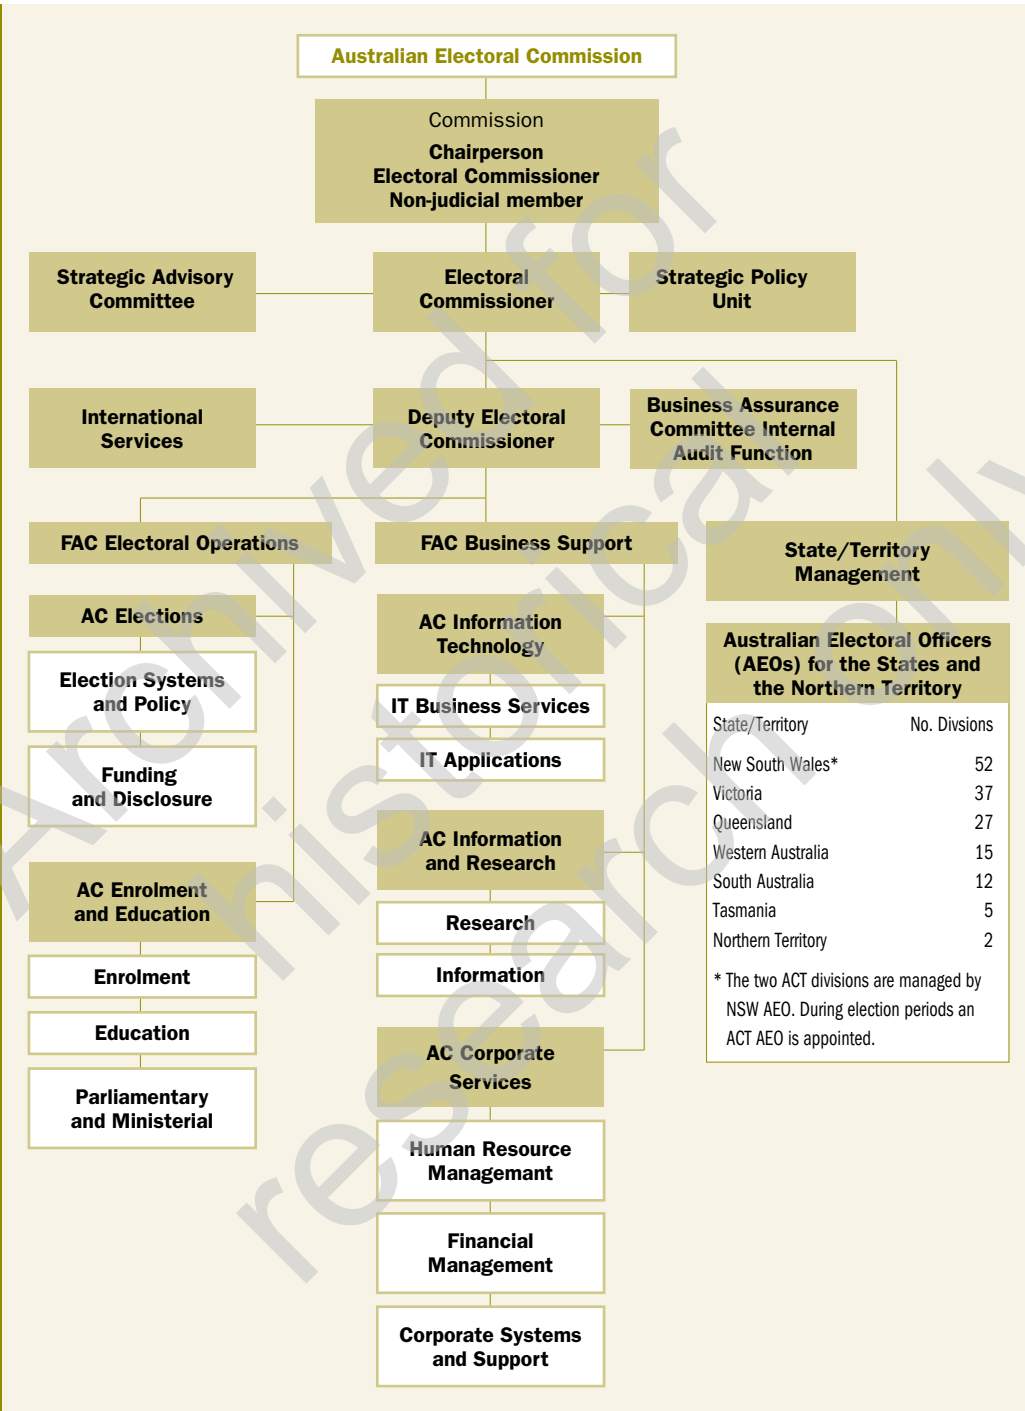 Australian Electoral Commission
Commission
Chairperson
Electoral Commissioner
Non-judicial member
Strategic Advisory
Committee
Electoral
Commissioner
Strategic Policy
Unit
International
Services
Deputy Electoral
Commissioner
Business Assurance
Committee Internal
Audit Function
FAC Electoral Operations
AC Elections
Election Systems
and Policy
Funding
and Disclosure
AC Enrolment
and Education
Enrolment
Education
Parliamentary
and Ministerial
FAC Business Support
AC Information
Technology
IT Business Services
IT Applications
AC Information
and Research
Research
Information
AC Corporate
Services
Human Resource
Managemant
Financial
Management
Corporate Systems
and Support
State/Territory
Management
Australian Electoral Officers
(AEOs) for the States and
the Northern Territory
State/Territory No. Divsions
New South Wales* 52
Victoria 37
Queensland 27
Western Australia 15
South Australia 12
Tasmania 5
Northern Territory 2
* The two ACT divisions are managed by
NSW AEO. During election periods an
ACT AEO is appointed.
Archived for
historical
research only